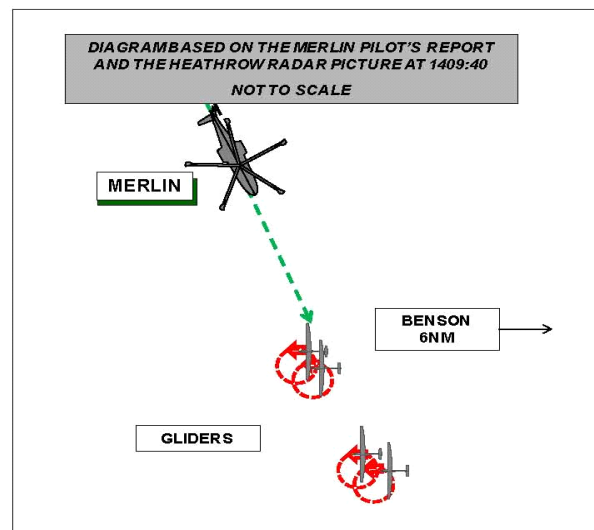 DIAGRAMBASED ON THE MERLIN PILOT'S REPORT
AND THE HEATHROW RADAR PICTURE AT 1409:40
NOT TO SCALE
MERLIN
BENSON
6NM
GLIDERS